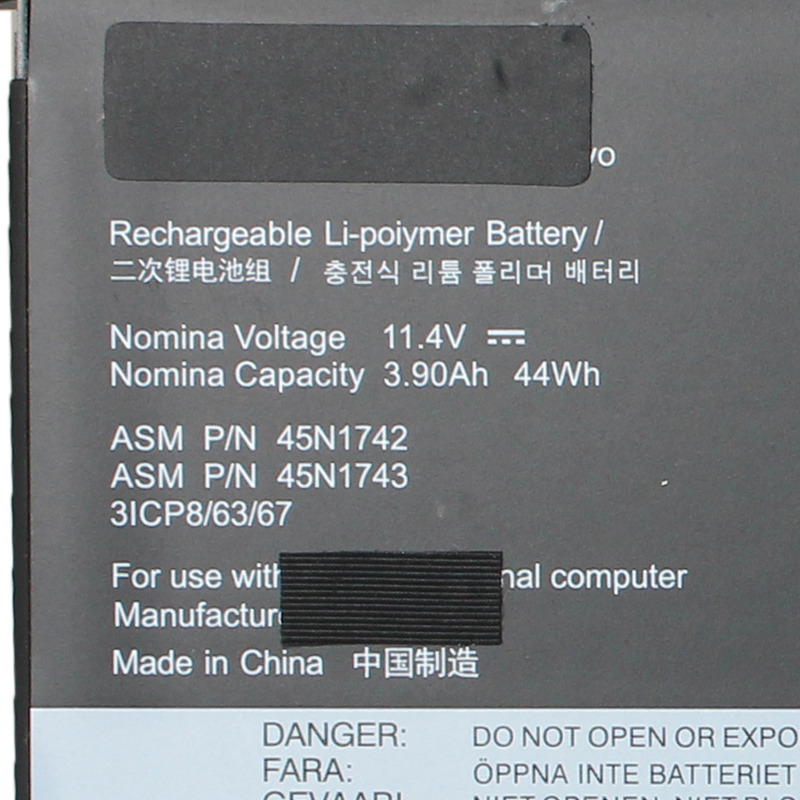 Rechargeable Li-poiymer Battery /
二次锂电池组 / 충전식 리튬 폴리머 배터리
Nomina Voltage 11.4V ⎓
Nomina Capacity 3.90Ah 44Wh
ASM P/N 45N1742
ASM P/N 45N1743
3ICP8/63/67
For use with nal computer
Manufactur
Made in China 中国制造
DANGER: DO NOT OPEN OR EXPO
FARA: ÖPPNA INTE BATTERIET